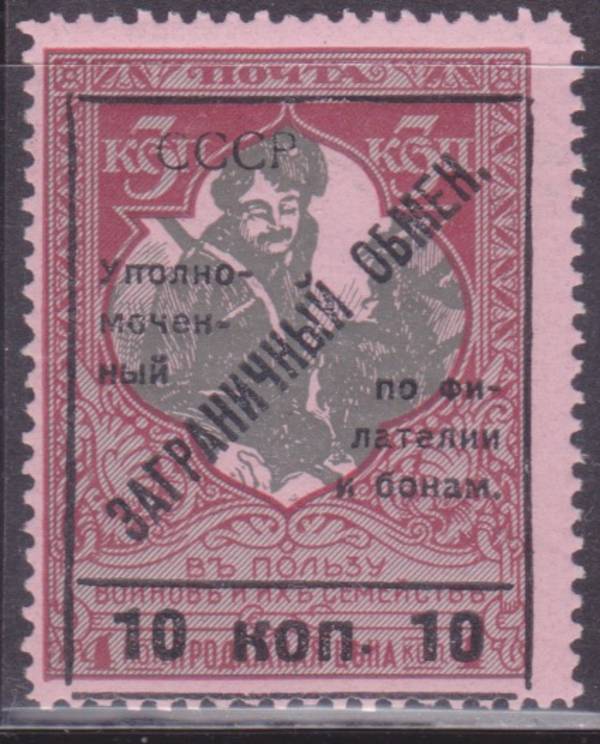 ПОЧТА
3 КОП 3 КОП
СССР
Уполно-
мочен-
ный
ЗАГРАНИЧНЫЙ ОБМЕН.
по фи-
лателии
и бонам.
ВЪ ПОЛЬЗУ
ВОИНОВЪ И ИХЪ СЕМЕЙСТВЪ
10 коп. 10